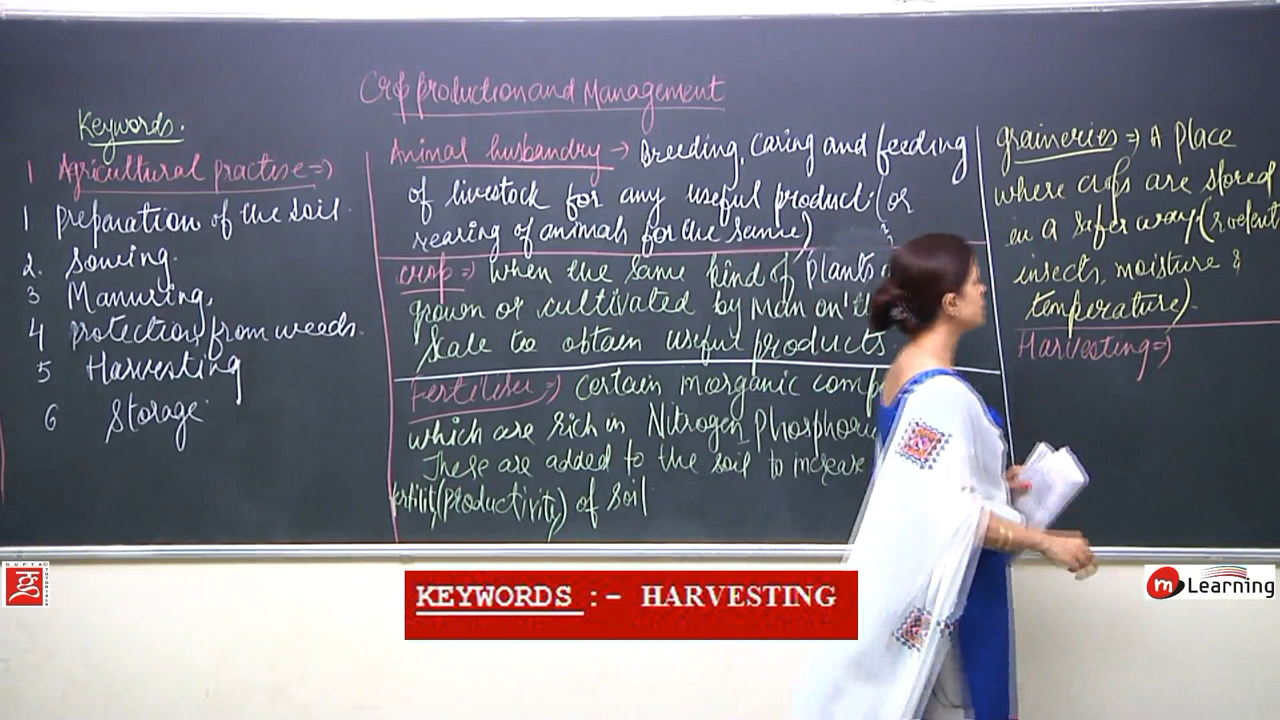 Crop production and Management
Keywords.
1 Agricultural practise =>
1 preparation of the soil.
2. Sowing.
3 Manuring,
4 protection from weeds.
5 Harvesting
6 Storage.
Animal husbandry → Breeding, caring and feeding
of livestock for any useful product (or
rearing of animals for the same)
crop => when the same kind of plants
grown or cultivated by man on
scale to obtain useful products
Fertiliser => certain inorganic comp
which are rich in Nitrogen, Phosphoru
These are added to the soil to increase
fertility (productivity) of soil
graineries => A place
where crops are stored
in a safer way (
insects, moisture &
temperature).
Harvesting =>
GUPTA
TUTORIALS
KEYWORDS :- HARVESTING
m Learning